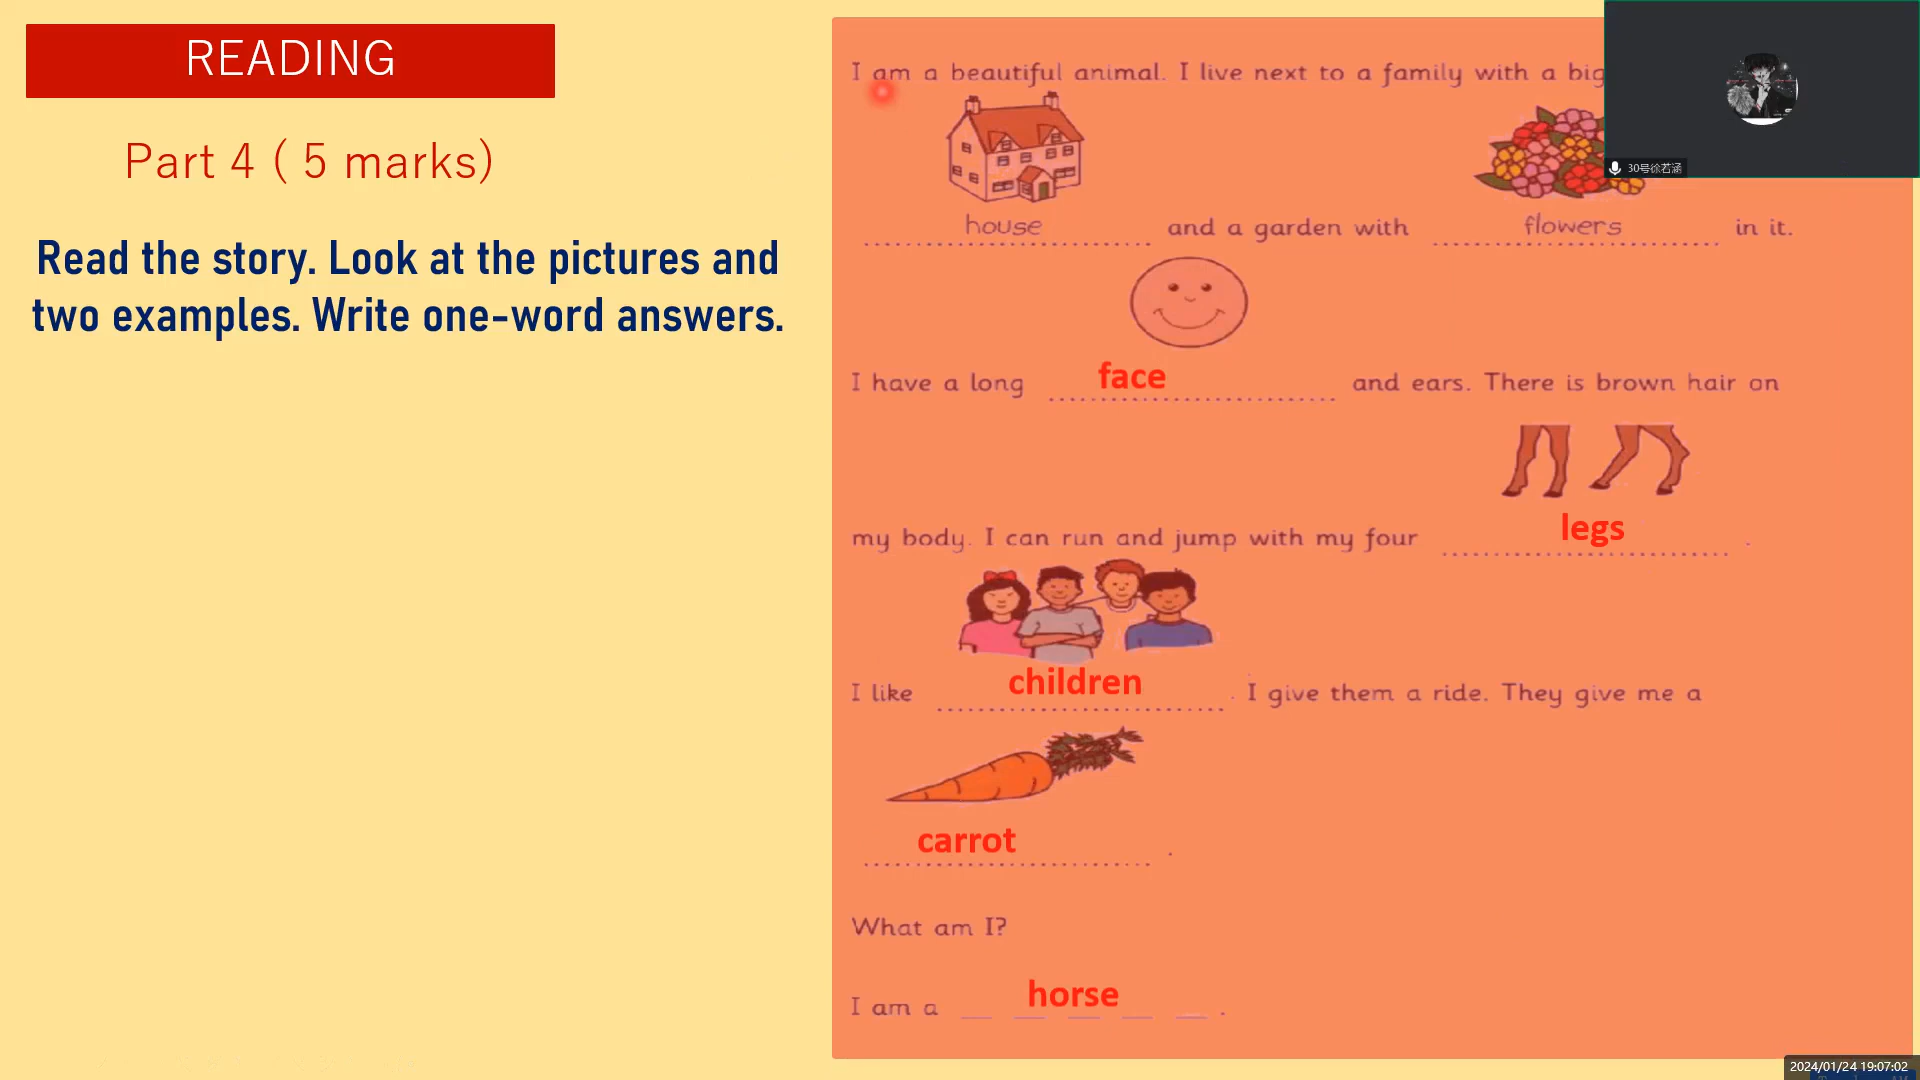 READING
Part 4 ( 5 marks)
Read the story. Look at the pictures and
two examples. Write one-word answers.
I am a beautiful animal. I live next to a family with a big
house and a garden with flowers in it.
I have a long face and ears. There is brown hair on
my body. I can run and jump with my four legs .
I like children . I give them a ride. They give me a
carrot .
What am I?
I am a horse .
30号徐若涵
2024/01/24 19:07:02